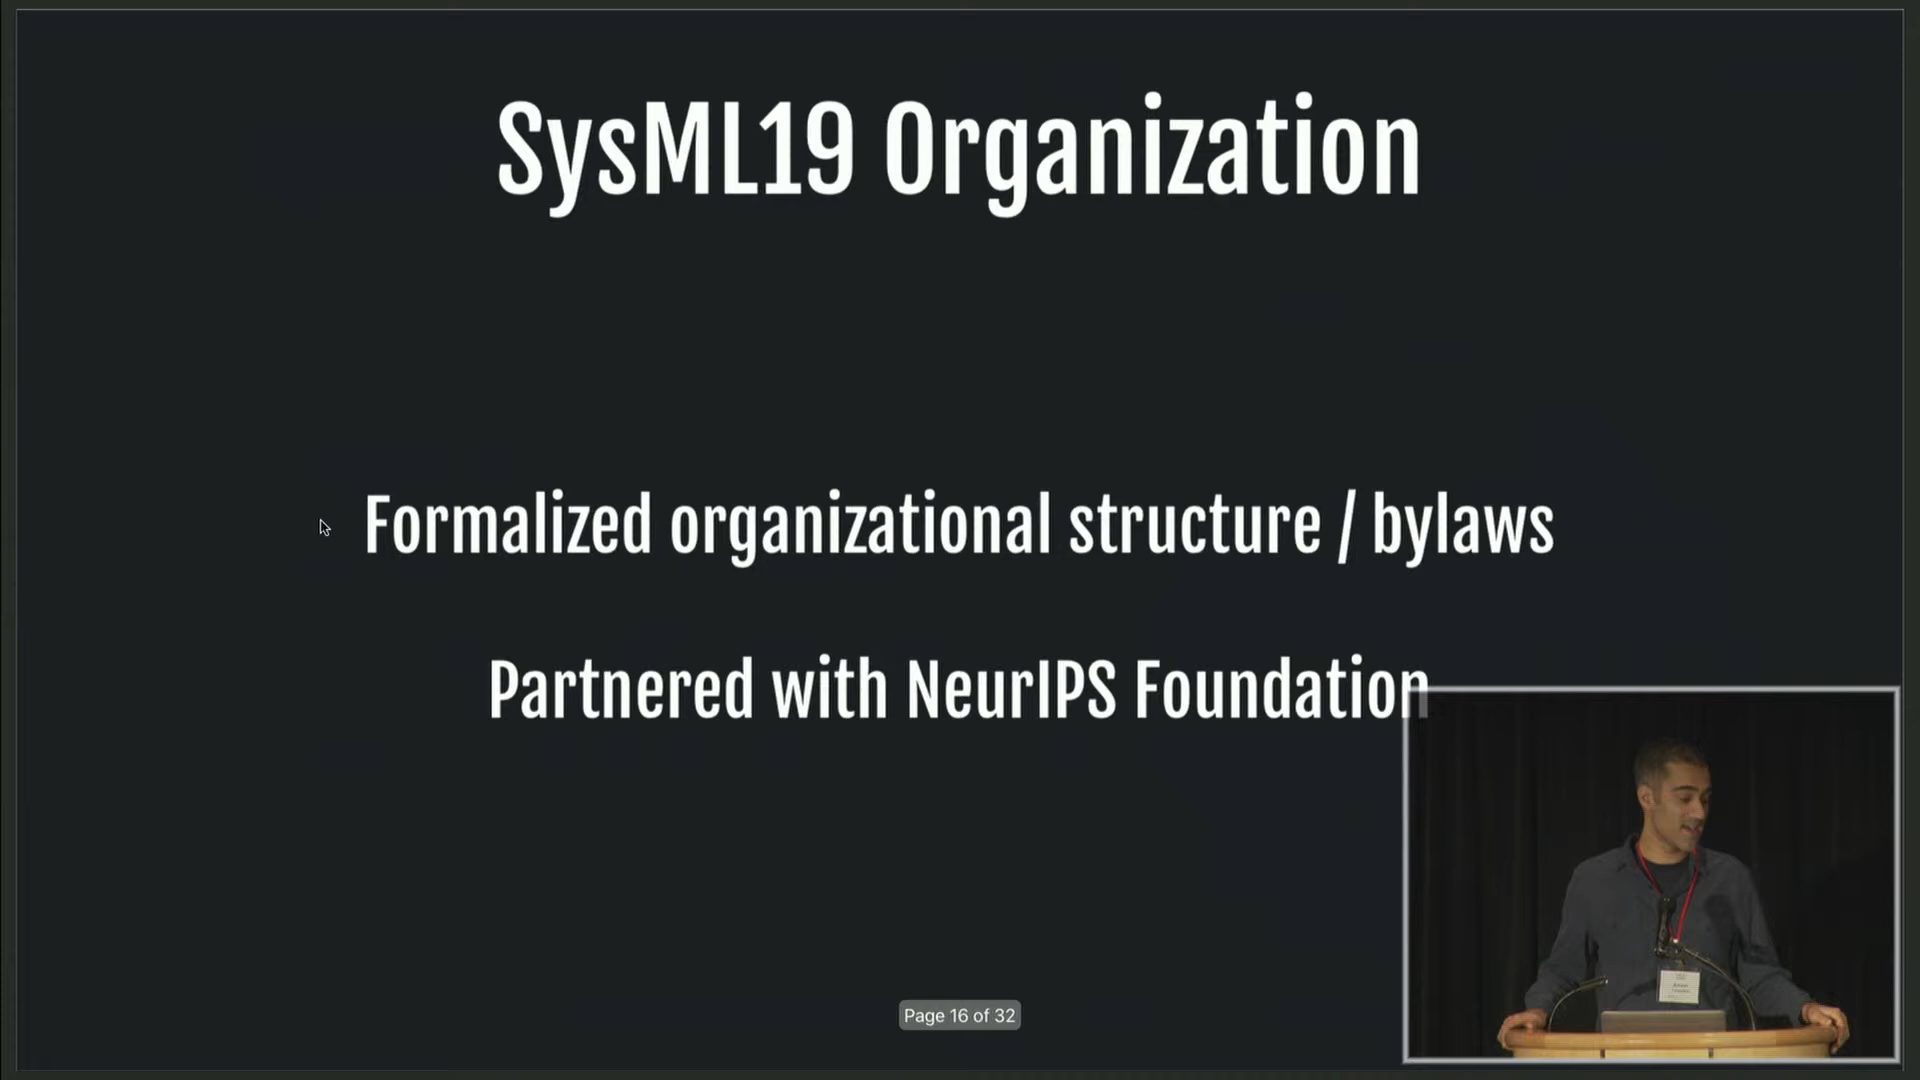 SysML19 Organization
Formalized organizational structure / bylaws
Partnered with NeurIPS Foundation
Page 16 of 32